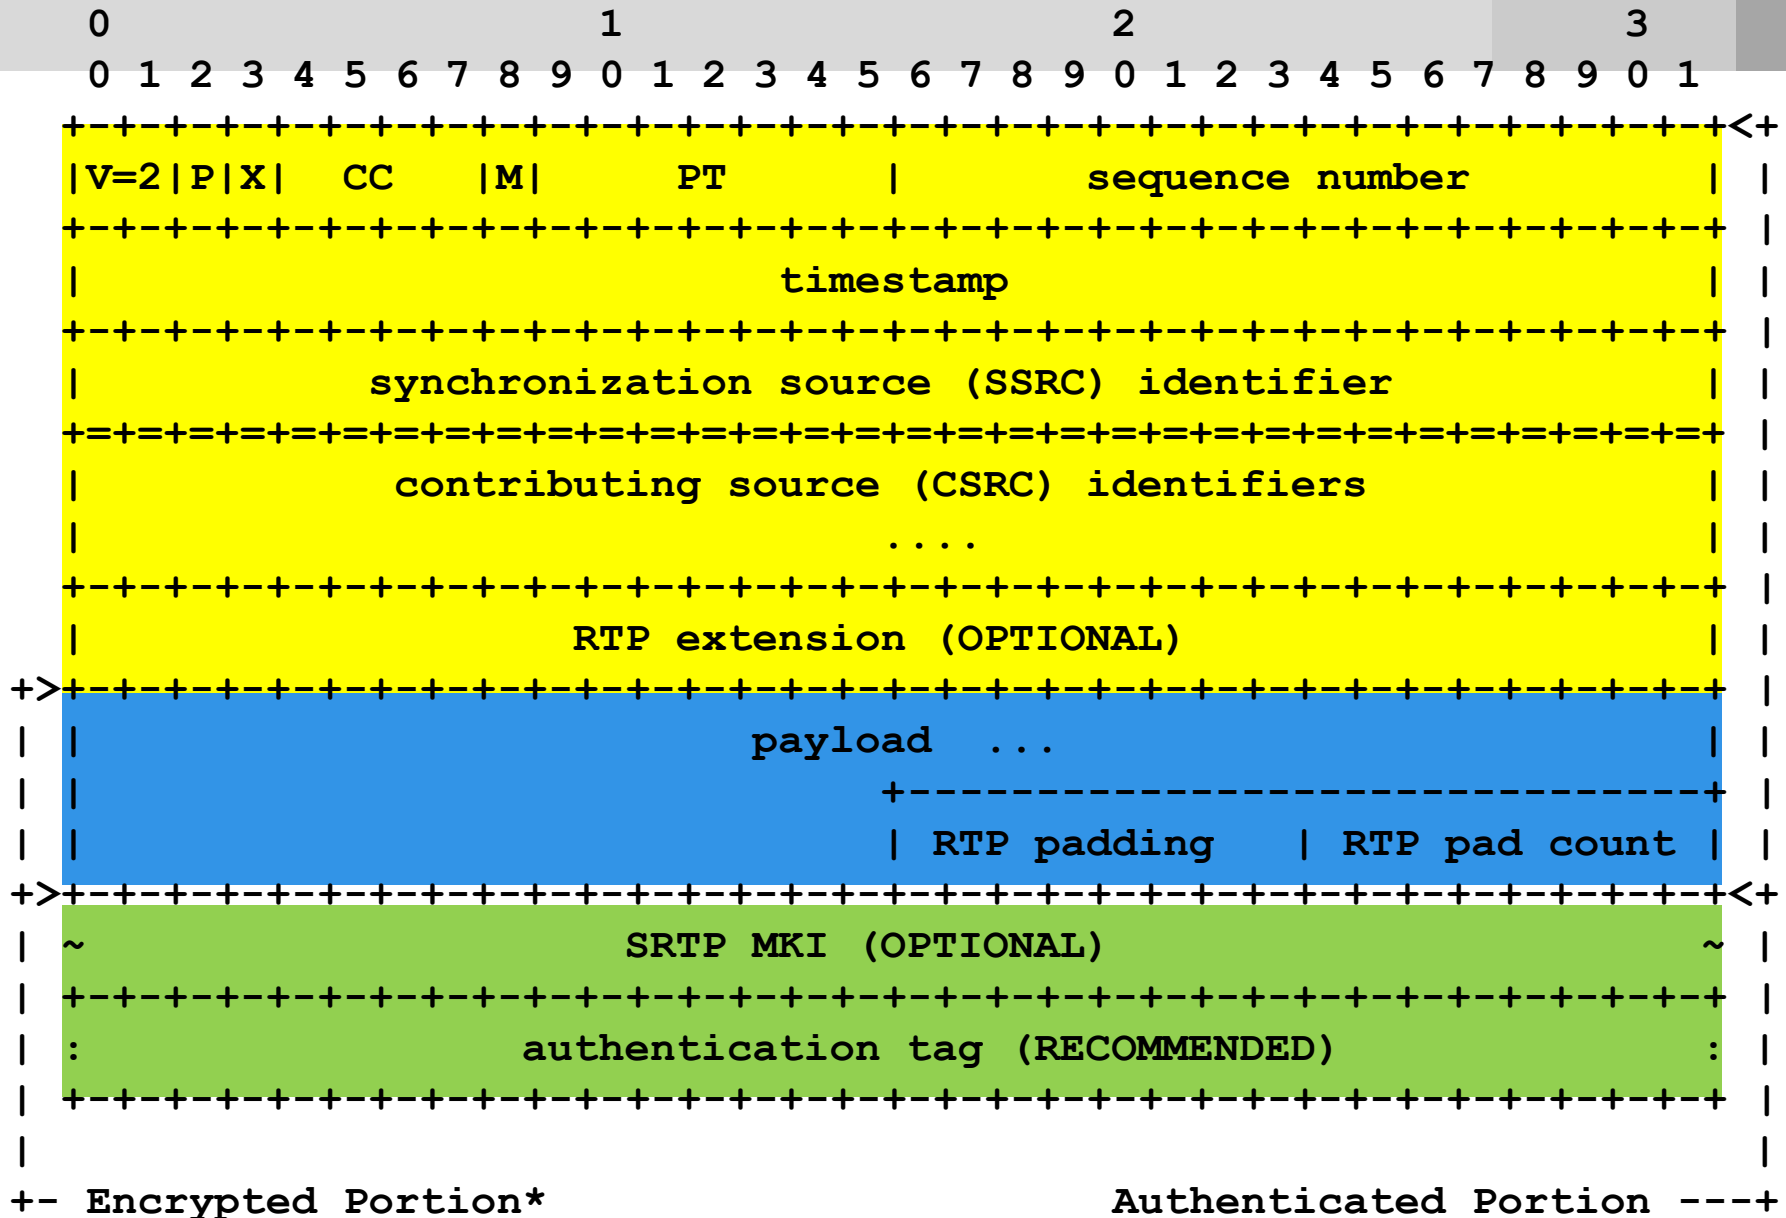 0                   1                   2                   3
     0 1 2 3 4 5 6 7 8 9 0 1 2 3 4 5 6 7 8 9 0 1 2 3 4 5 6 7 8 9 0 1
    +-+-+-+-+-+-+-+-+-+-+-+-+-+-+-+-+-+-+-+-+-+-+-+-+-+-+-+-+-+-+-+-+<+
    |V=2|P|X|  CC   |M|     PT      |       sequence number         | |
    +-+-+-+-+-+-+-+-+-+-+-+-+-+-+-+-+-+-+-+-+-+-+-+-+-+-+-+-+-+-+-+-+ |
    |                           timestamp                           | |
    +-+-+-+-+-+-+-+-+-+-+-+-+-+-+-+-+-+-+-+-+-+-+-+-+-+-+-+-+-+-+-+-+ |
    |           synchronization source (SSRC) identifier            | |
    +=+=+=+=+=+=+=+=+=+=+=+=+=+=+=+=+=+=+=+=+=+=+=+=+=+=+=+=+=+=+=+=+ |
    |            contributing source (CSRC) identifiers             | |
    |                               ....                            | |
    +-+-+-+-+-+-+-+-+-+-+-+-+-+-+-+-+-+-+-+-+-+-+-+-+-+-+-+-+-+-+-+-+ |
    |                   RTP extension (OPTIONAL)                    | |
  +>+-+-+-+-+-+-+-+-+-+-+-+-+-+-+-+-+-+-+-+-+-+-+-+-+-+-+-+-+-+-+-+-+ |
  | |                          payload  ...                         | |
  | |                               +-------------------------------+ |
  | |                               | RTP padding   | RTP pad count | |
  +>+-+-+-+-+-+-+-+-+-+-+-+-+-+-+-+-+-+-+-+-+-+-+-+-+-+-+-+-+-+-+-+-+<+
  | ~                     SRTP MKI (OPTIONAL)                       ~ |
  | +-+-+-+-+-+-+-+-+-+-+-+-+-+-+-+-+-+-+-+-+-+-+-+-+-+-+-+-+-+-+-+-+ |
  | :                 authentication tag (RECOMMENDED)              : |
  | +-+-+-+-+-+-+-+-+-+-+-+-+-+-+-+-+-+-+-+-+-+-+-+-+-+-+-+-+-+-+-+-+ |
  |                                                                   |
  +- Encrypted Portion*                      Authenticated Portion ---+